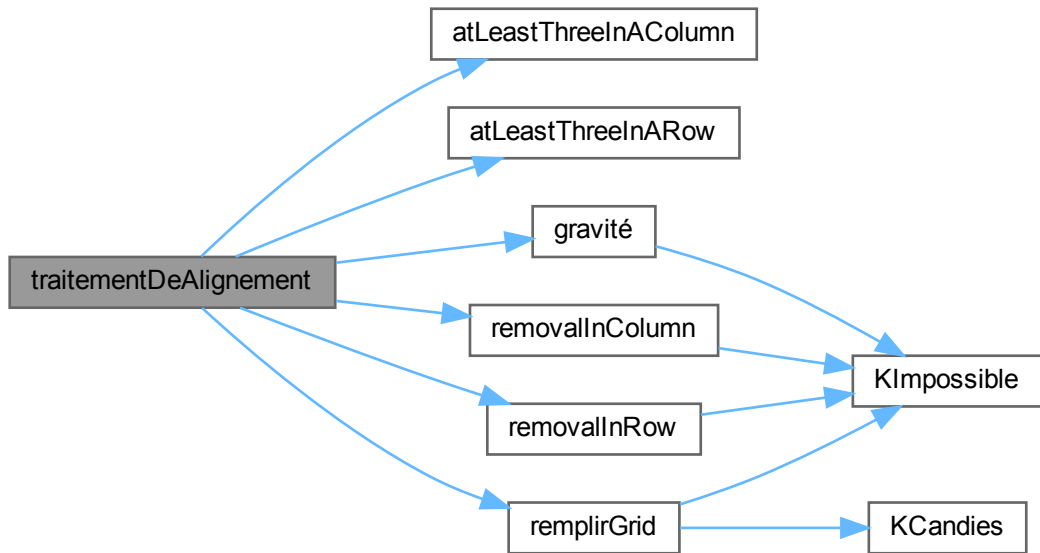 atLeastThreeInAColumn
atLeastThreeInARow
gravité
traitementDeAlignement
removalInColumn
KImpossible
removalInRow
remplirGrid
KCandies